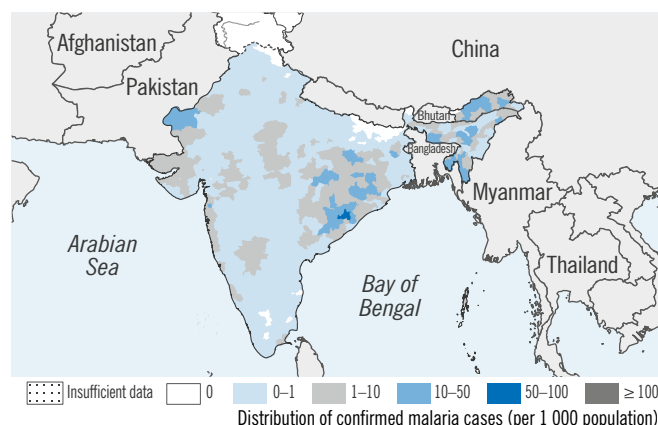 Afghanistan
China
Pakistan
Bhutan
Bangladesh
Myanmar
Arabian
Sea
Bay of
Bengal
Thailand
Insufficient data 0 0–1 1–10 10–50 50–100 ≥ 100
Distribution of confirmed malaria cases (per 1 000 population)